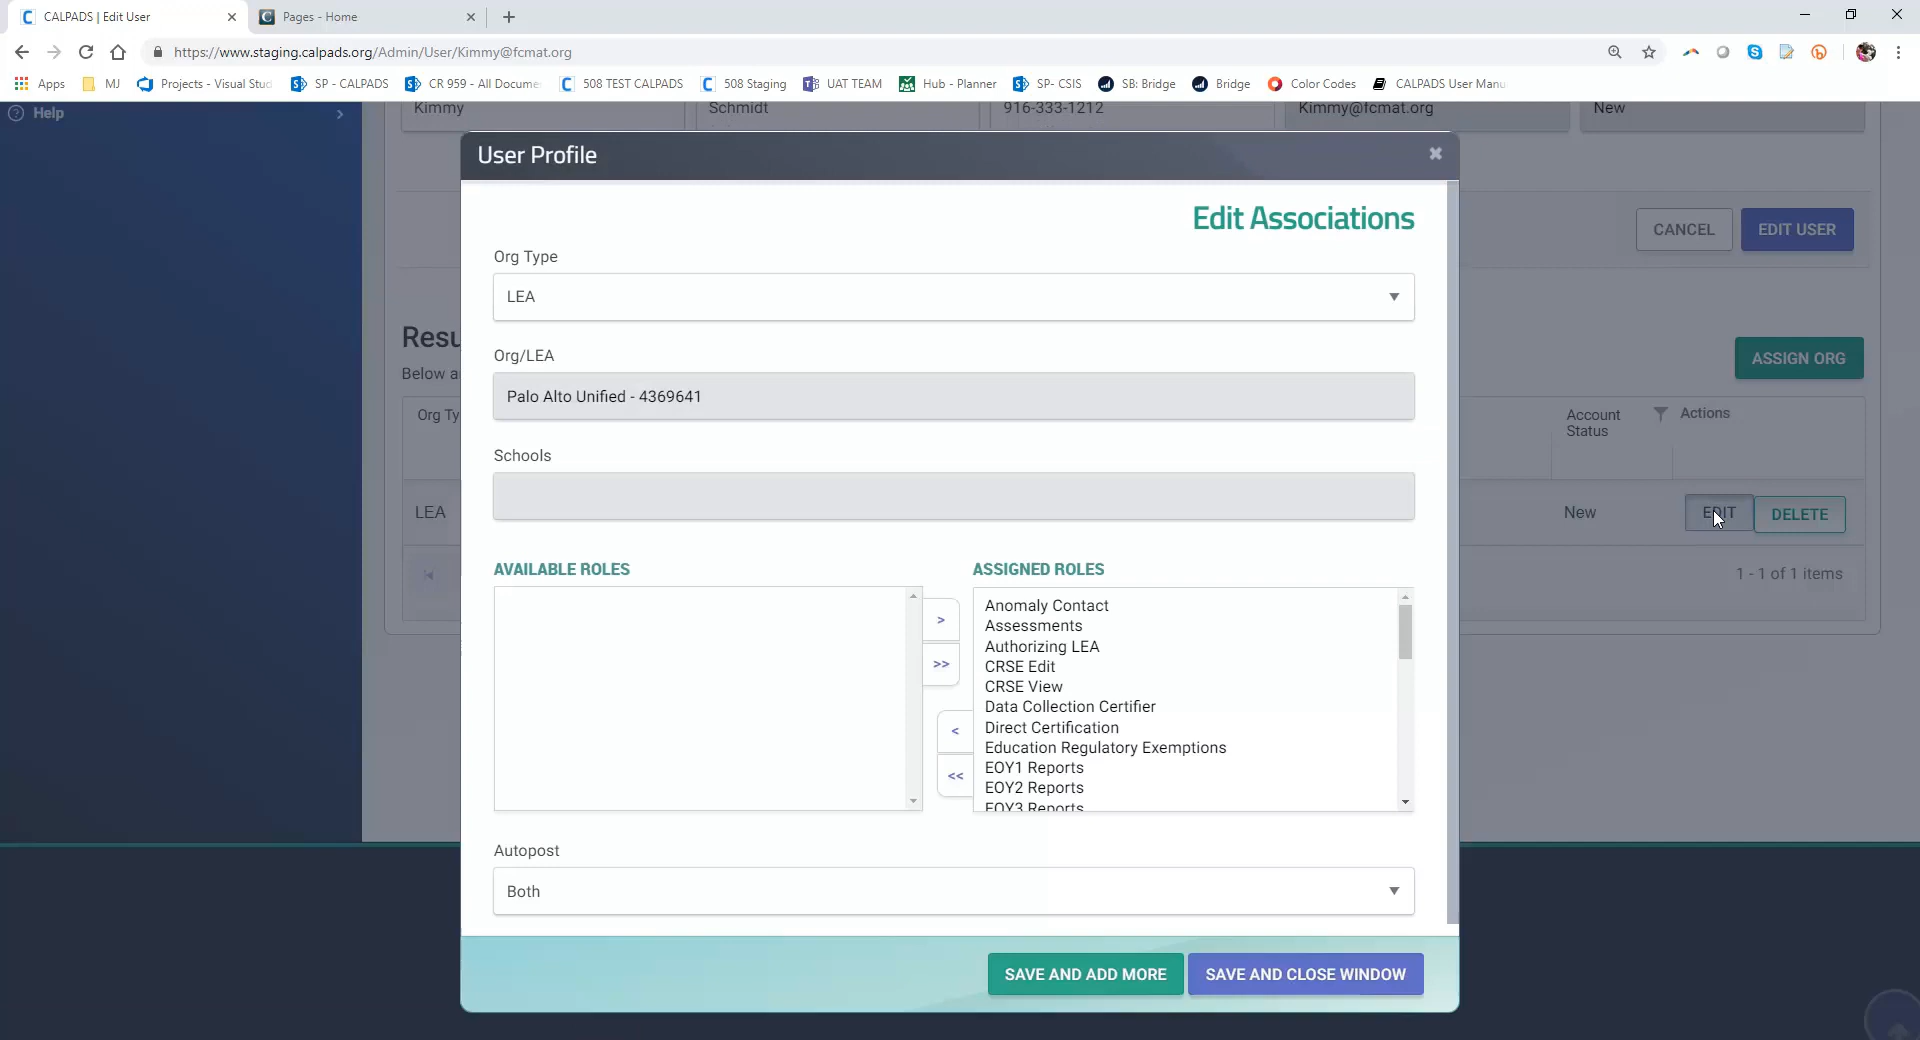 CALPADS | Edit User
Pages - Home
https://www.staging.calpads.org/Admin/User/Kimmy@fcmat.org
Apps MJ Projects - Visual Stud SP - CALPADS CR 959 - All Docume 508 TEST CALPADS 508 Staging UAT TEAM Hub - Planner SP- CSIS SB: Bridge Bridge Color Codes CALPADS User Manu
Help
Kimmy Schmidt 916-333-1212 Kimmy@fcmat.org New
User Profile
Edit Associations
CANCEL EDIT USER
Org Type
LEA
Resu
Below a
ASSIGN ORG
Org/LEA
Palo Alto Unified - 4369641
Org Ty
Account
Status
Actions
Schools
LEA
New
EDIT DELETE
1 - 1 of 1 items
AVAILABLE ROLES
ASSIGNED ROLES
Anomaly Contact
Assessments
Authorizing LEA
CRSE Edit
CRSE View
Data Collection Certifier
Direct Certification
Education Regulatory Exemptions
EOY1 Reports
EOY2 Reports
EOY3 Reports
>
>>
<
<<
Autopost
Both
SAVE AND ADD MORE SAVE AND CLOSE WINDOW